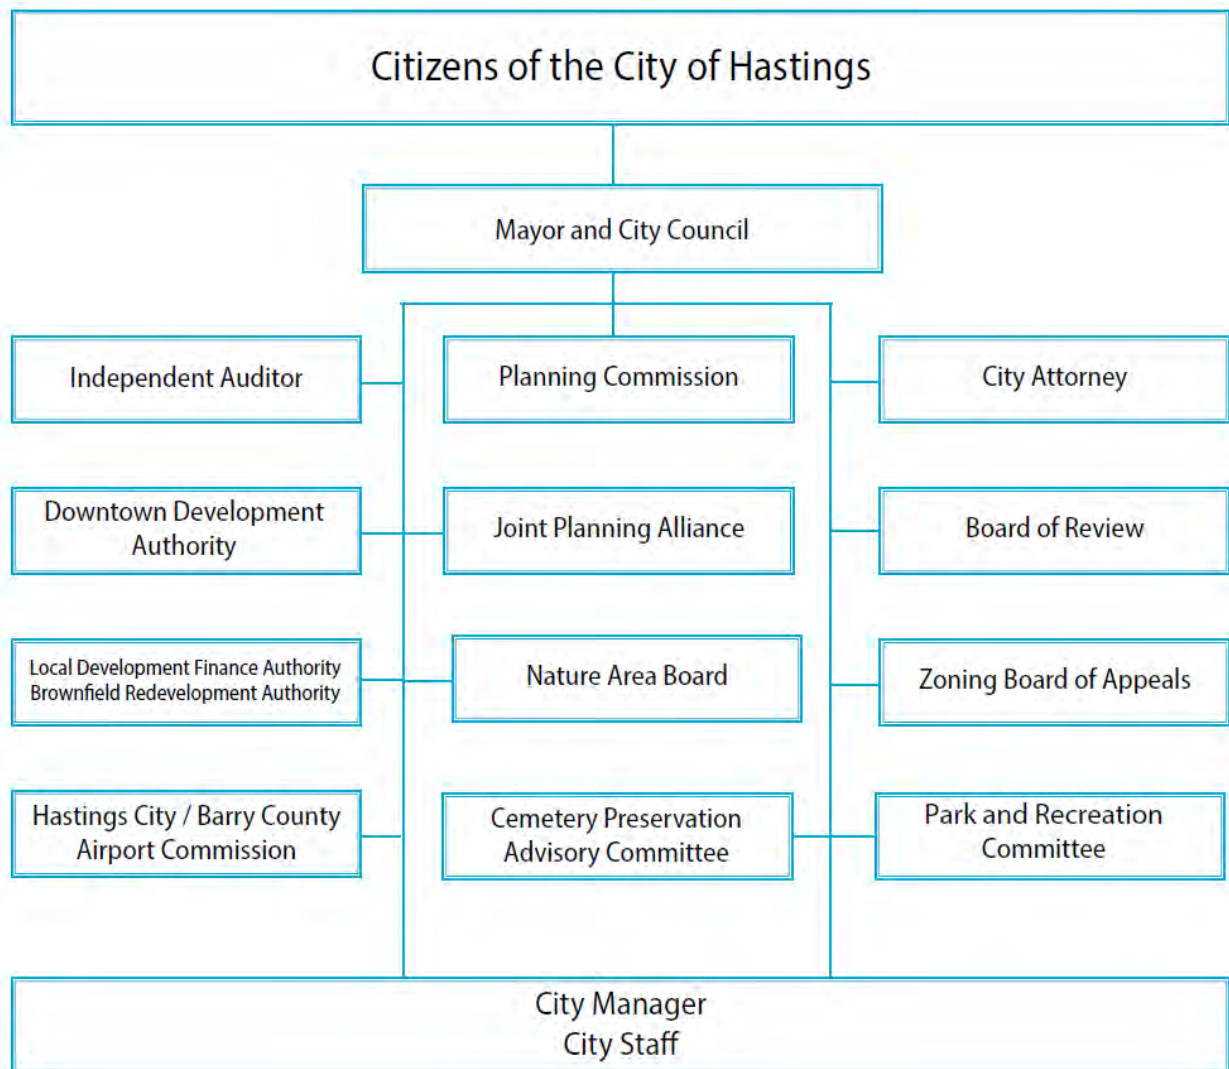 Citizens of the City of Hastings
Mayor and City Council
Independent Auditor
Planning Commission
City Attorney
Downtown Development
Authority
Joint Planning Alliance
Board of Review
Local Development Finance Authority
Brownfield Redevelopment Authority
Nature Area Board
Zoning Board of Appeals
Hastings City / Barry County
Airport Commission
Cemetery Preservation
Advisory Committee
Park and Recreation
Committee
City Manager
City Staff